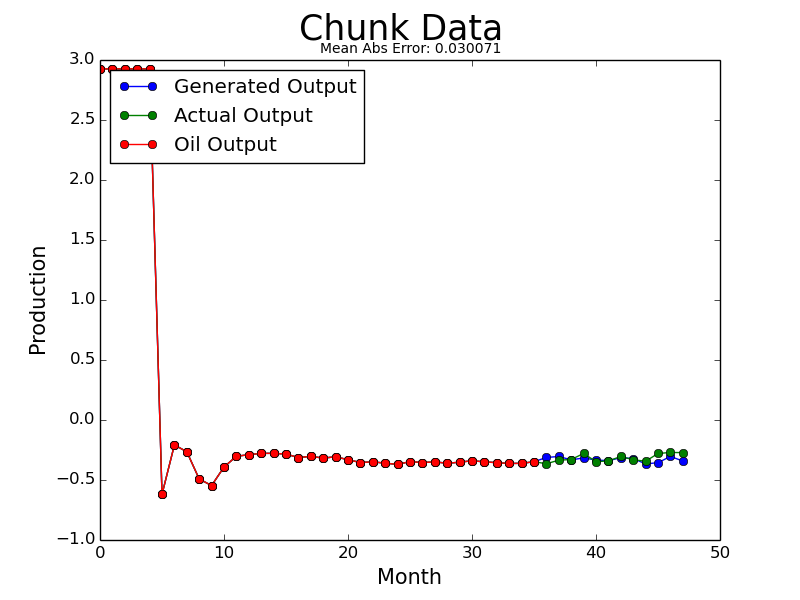 Chunk Data
Mean Abs Error: 0.030071
Generated Output
Actual Output
Oil Output
Production
3.0
2.5
2.0
1.5
1.0
0.5
0.0
−0.5
−1.0
0 10 20 30 40 50
Month